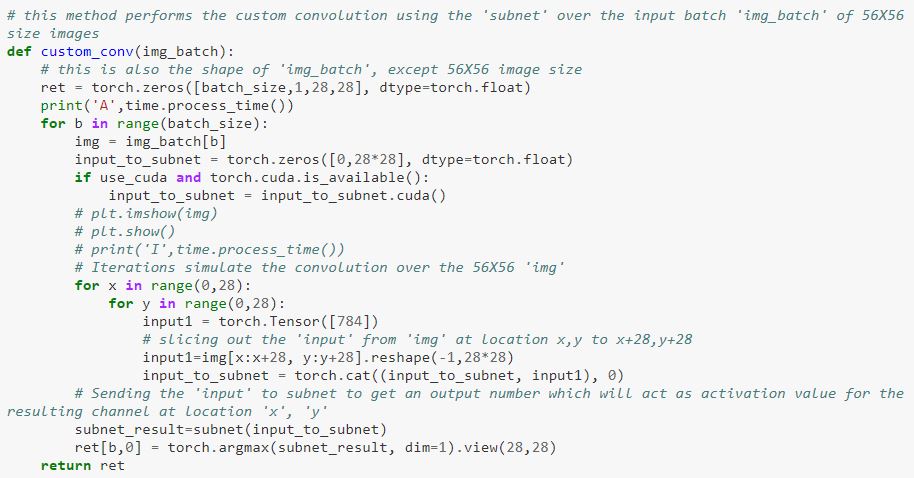 # this method performs the custom convolution using the 'subnet' over the input batch 'img_batch' of 56X56
size images
def custom_conv(img_batch):
    # this is also the shape of 'img_batch', except 56X56 image size
    ret = torch.zeros([batch_size,1,28,28], dtype=torch.float)
    print('A',time.process_time())
    for b in range(batch_size):
        img = img_batch[b]
        input_to_subnet = torch.zeros([0,28*28], dtype=torch.float)
        if use_cuda and torch.cuda.is_available():
            input_to_subnet = input_to_subnet.cuda()
        # plt.imshow(img)
        # plt.show()
        # print('I',time.process_time())
        # Iterations simulate the convolution over the 56X56 'img'
        for x in range(0,28):
            for y in range(0,28):
                input1 = torch.Tensor([784])
                # slicing out the 'input' from 'img' at location x,y to x+28,y+28
                input1=img[x:x+28, y:y+28].reshape(-1,28*28)
                input_to_subnet = torch.cat((input_to_subnet, input1), 0)
        # Sending the 'input' to subnet to get an output number which will act as activation value for the
resulting channel at location 'x', 'y'
        subnet_result=subnet(input_to_subnet)
        ret[b,0] = torch.argmax(subnet_result, dim=1).view(28,28)
    return ret